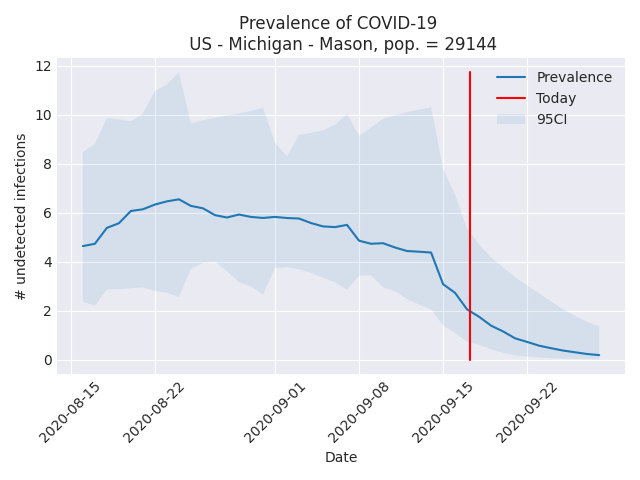 Prevalence of COVID-19
US - Michigan - Mason, pop. = 29144
# undetected infections
12
10
8
6
4
2
0
Prevalence
Today
95CI
2020-08-15
2020-08-22
2020-09-01
2020-09-08
2020-09-15
2020-09-22
Date